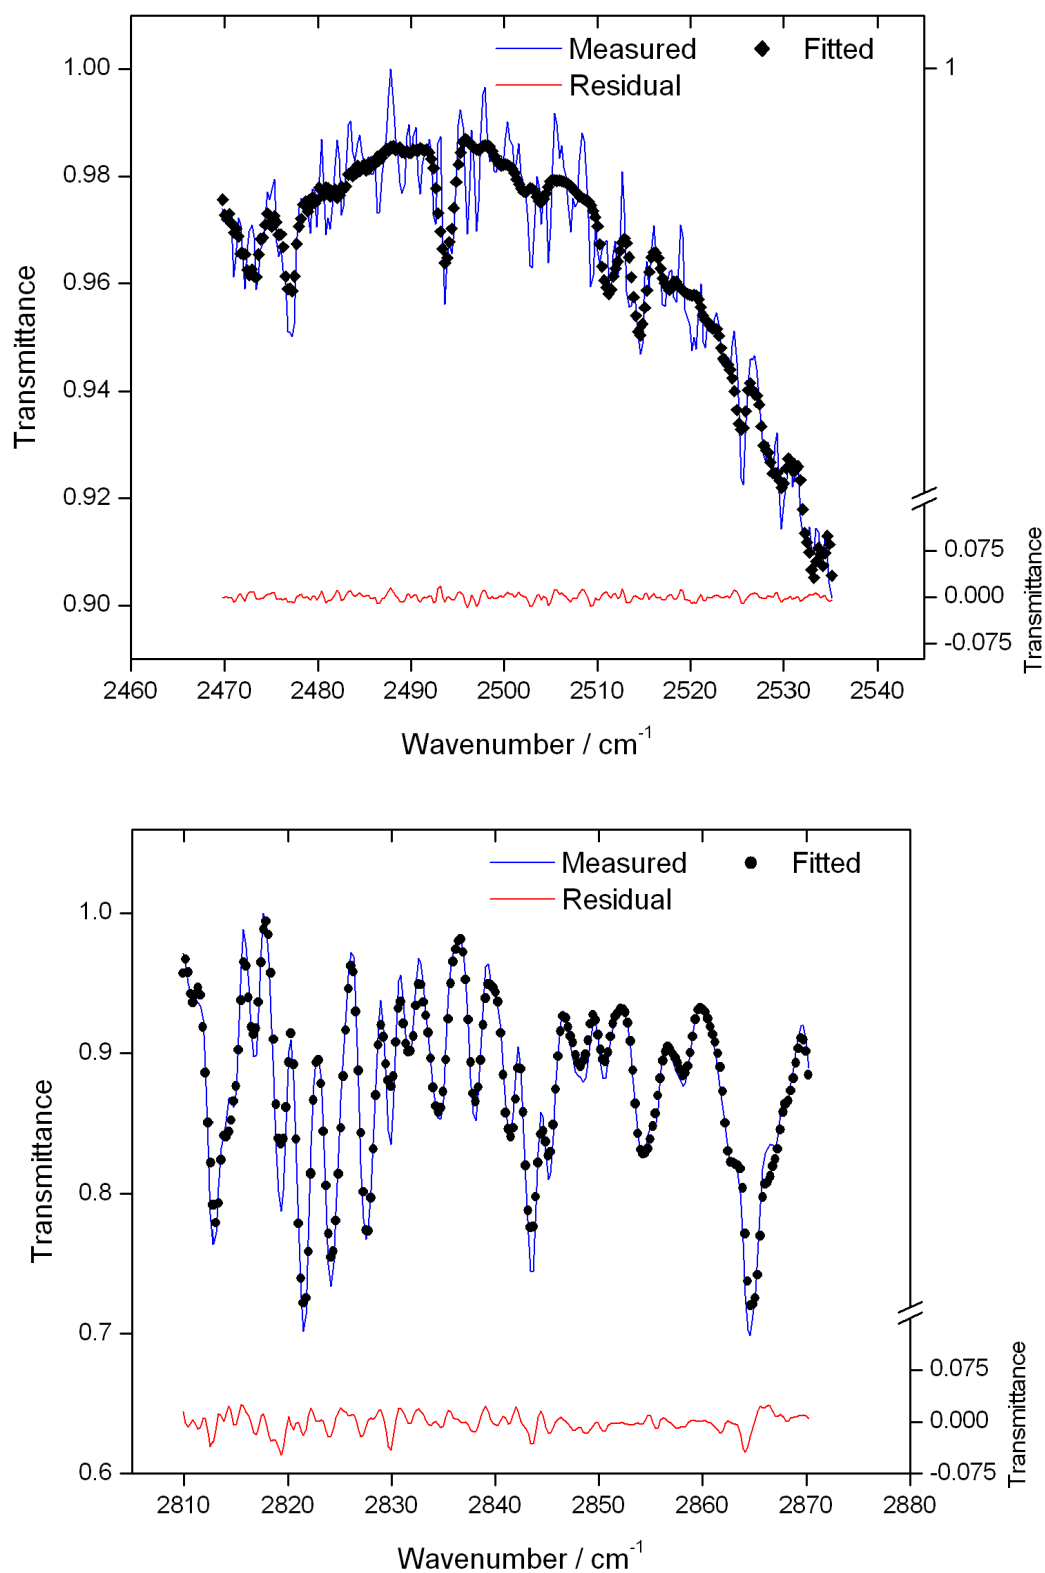 Measured
Fitted
Residual
1.00
0.98
0.96
0.94
0.92
0.90
Transmittance
1
0.075
0.000
-0.075
Transmittance
2460 2470 2480 2490 2500 2510 2520 2530 2540
Wavenumber / cm-1
Measured
Fitted
Residual
1.0
0.9
0.8
0.7
0.6
Transmittance
0.075
0.000
-0.075
Transmittance
2810 2820 2830 2840 2850 2860 2870 2880
Wavenumber / cm-1